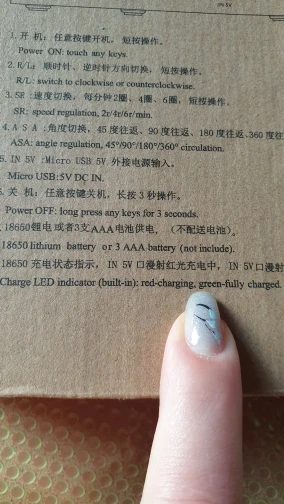 1. 开 机: 任意按键开机, 短按操作。
Power ON: touch any keys.
2. R/L: 顺时针、逆时针方向切换, 短按操作。
R/L: switch to clockwise or counterclockwise.
3. SR :速度切换, 每分钟2圈、4圈、6圈, 短按操作。
SR: speed regulation, 2r/4r/6r/min.
4. A S A :角度切换, 45度往返、90度往返、180度往返、360度往
ASA: angle regulation, 45°/90°/180°/360° circulation.
5. IN 5V :Micro USB 5V 外接电源输入。
Micro USB:5V DC IN.
6. 关 机: 任意按键关机, 长按 3 秒操作。
Power OFF: long press any keys for 3 seconds.
18650锂电或者3支AAA电池供电, (不配送电池)。
18650 lithium battery or 3 AAA battery (not include).
18650 充电状态指示, IN 5V 口漫射红光充电中, IN 5V口漫射
Charge LED indicator (built-in): red-charging, green-fully charged.